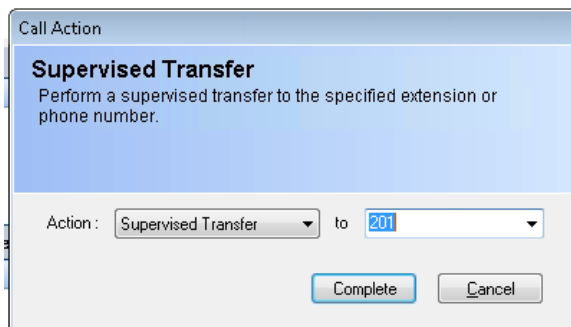 Call Action
Supervised Transfer
Perform a supervised transfer to the specified extension or
phone number.
Action : Supervised Transfer to 201
Complete Cancel